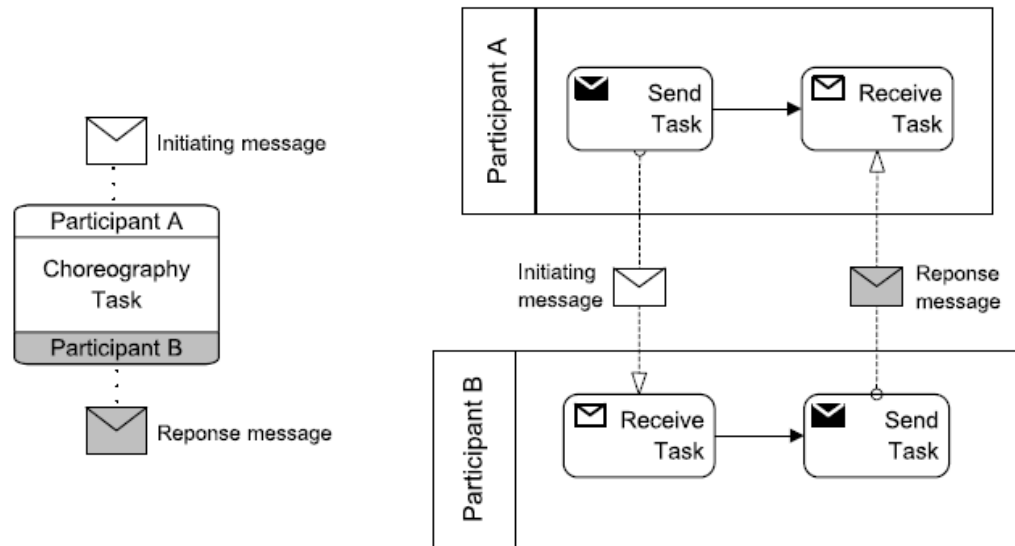 Initiating message
Participant A
Choreography
Task
Participant B
Reponse message
Participant A
Send
Task
Receive
Task
Initiating
message
Reponse
message
Participant B
Receive
Task
Send
Task